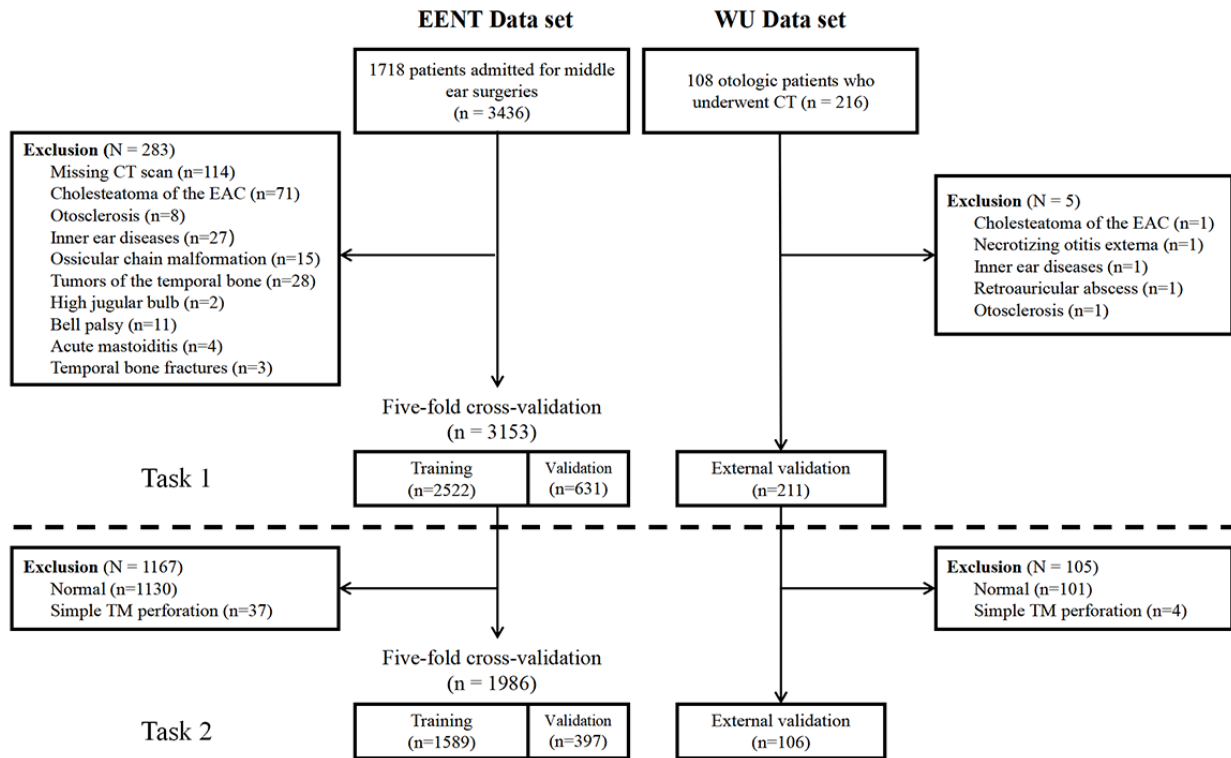 EENT Data set
WU Data set
1718 patients admitted for middle
ear surgeries
(n = 3436)
108 otologic patients who
underwent CT (n = 216)
Exclusion (N = 283)
Missing CT scan (n=114)
Cholesteatoma of the EAC (n=71)
Otosclerosis (n=8)
Inner ear diseases (n=27)
Ossicular chain malformation (n=15)
Tumors of the temporal bone (n=28)
High jugular bulb (n=2)
Bell palsy (n=11)
Acute mastoiditis (n=4)
Temporal bone fractures (n=3)
Exclusion (N = 5)
Cholesteatoma of the EAC (n=1)
Necrotizing otitis externa (n=1)
Inner ear diseases (n=1)
Retroauricular abscess (n=1)
Otosclerosis (n=1)
Five-fold cross-validation
(n = 3153)
Task 1
Training
(n=2522)
Validation
(n=631)
External validation
(n=211)
Exclusion (N = 1167)
Normal (n=1130)
Simple TM perforation (n=37)
Exclusion (N = 105)
Normal (n=101)
Simple TM perforation (n=4)
Five-fold cross-validation
(n = 1986)
Task 2
Training
(n=1589)
Validation
(n=397)
External validation
(n=106)